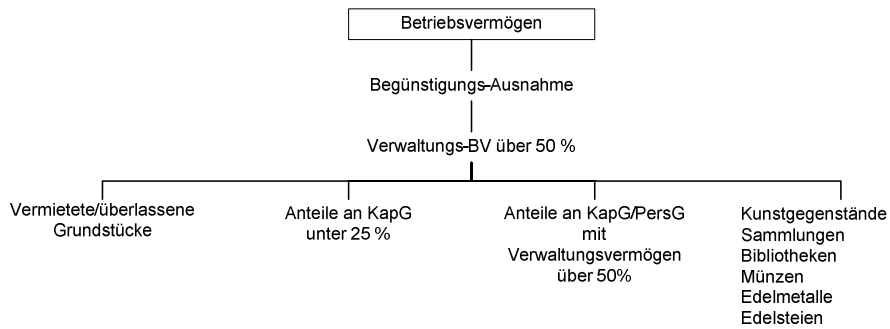 Betriebsvermögen
Begünstigungs-Ausnahme
Verwaltungs-BV über 50 %
Vermietete/überlassene
Grundstücke
Anteile an KapG
unter 25 %
Anteile an KapG/PersG
mit
Verwaltungsvermögen
über 50%
Kunstgegenstände
Sammlungen
Bibliotheken
Münzen
Edelmetalle
Edelsteien